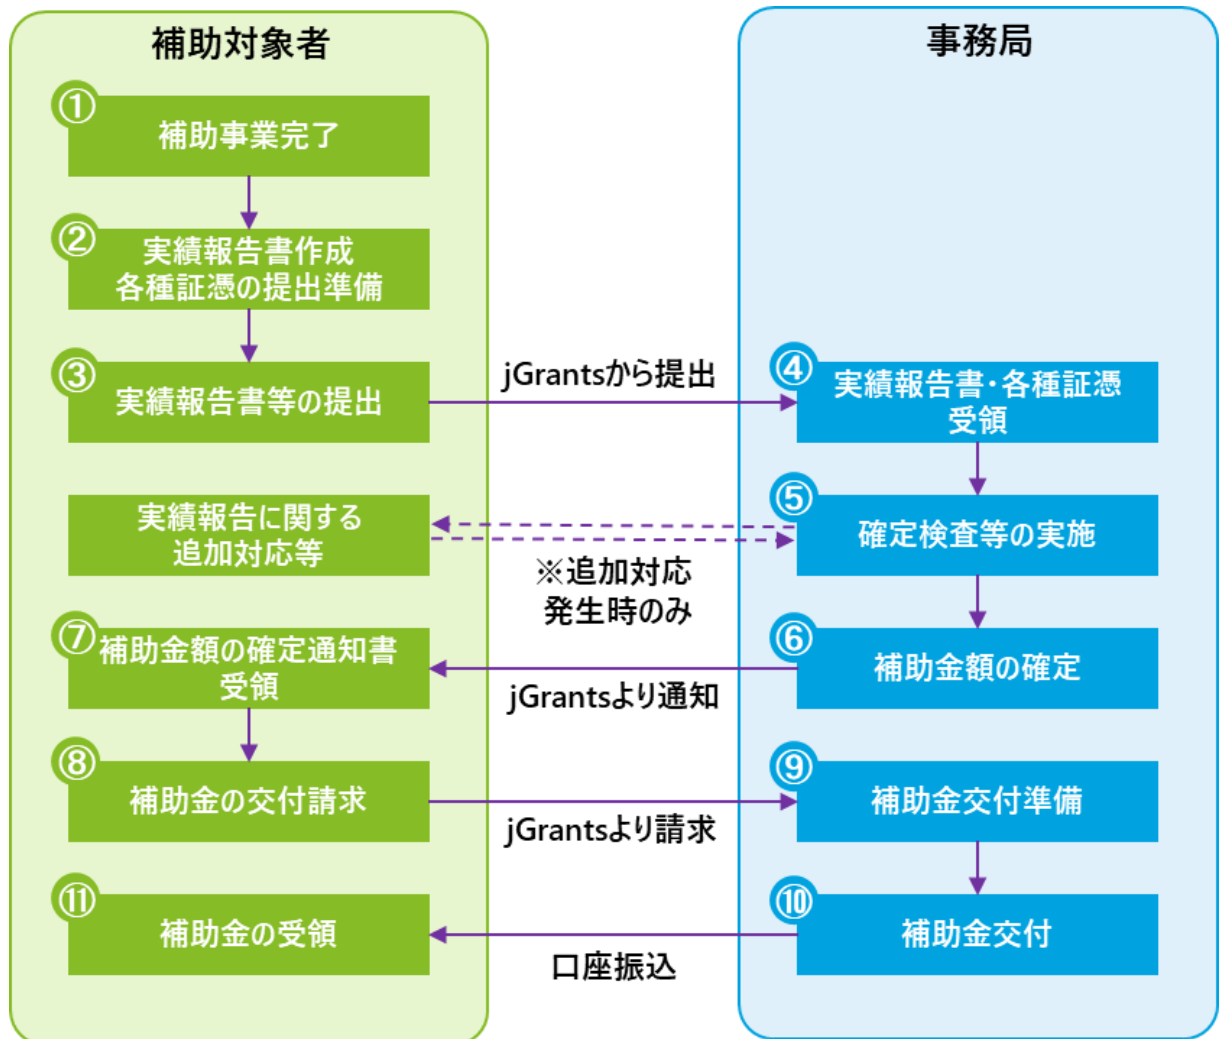 補助対象者
事務局
①
補助事業完了
②
実績報告書作成
各種証憑の提出準備
③
実績報告書等の提出
jGrantsから提出
④
実績報告書・各種証憑
受領
実績報告に関する
追加対応等
※追加対応
発生時のみ
⑤
確定検査等の実施
⑥
補助金額の確定
jGrantsより通知
⑦
補助金額の確定通知書
受領
⑧
補助金の交付請求
jGrantsより請求
⑨
補助金交付準備
⑩
補助金交付
口座振込
⑪
補助金の受領